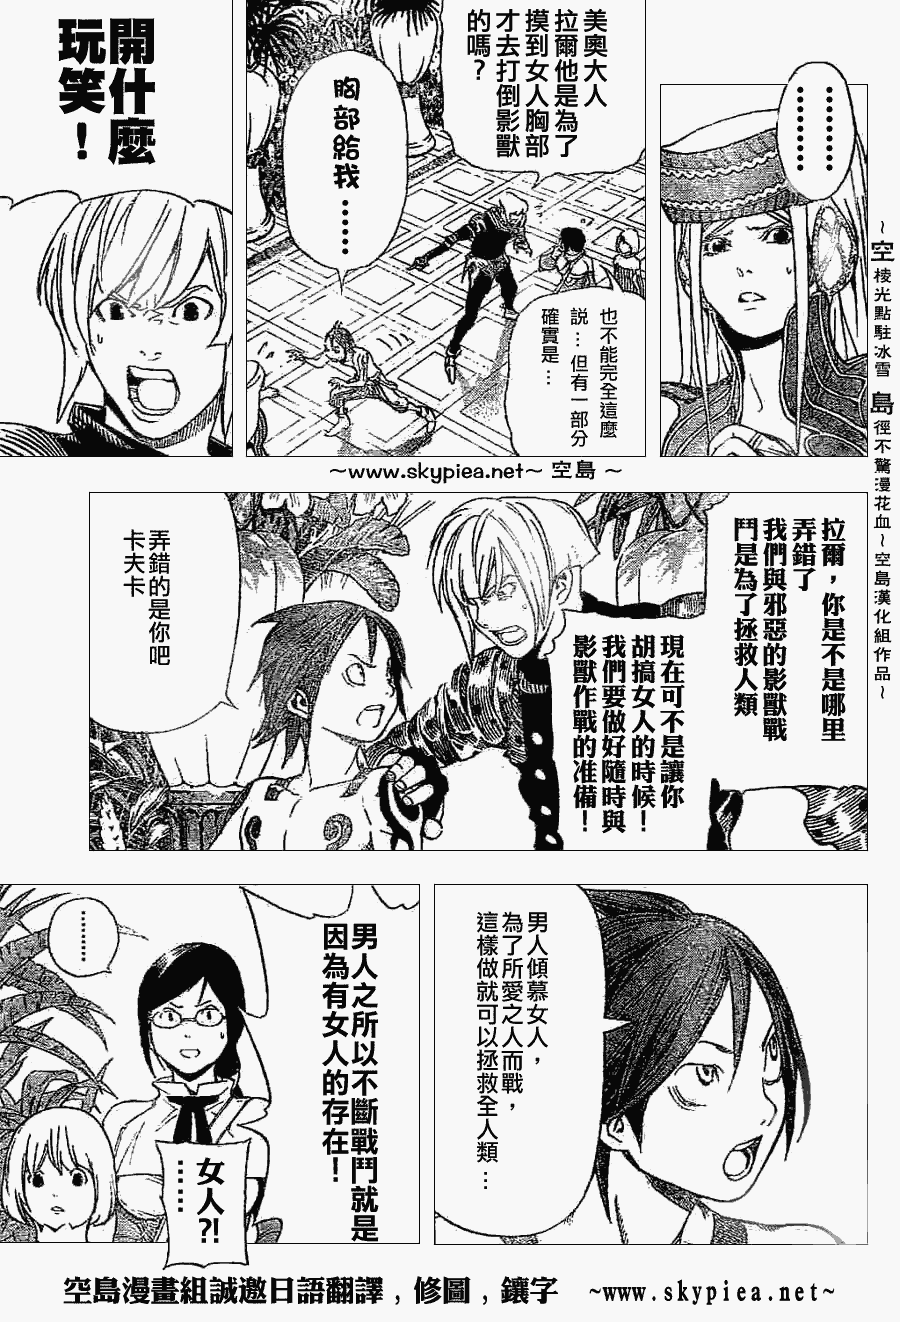 …………
美奧大人
拉爾他是為了
摸到女人胸部
才去打倒影獸
的嗎？
也不能完全這麼
說…但有一部分
確實是…
胸部給我……
開什麼
玩笑！
~www.skypiea.net~ 空島 ~
~空棱光點駐冰雪 島徑不驚漫花血~空島漢化組作品~
拉爾，你是不是哪里
弄錯了
我們與邪惡的影獸戰
鬥是為了拯救人類
現在可不是讓你
胡搞女人的時候！
我們要做好隨時與
影獸作戰的准備！
弄錯的是你吧
卡夫卡
男人傾慕女人，
為了所愛之人而戰，
這樣做就可以拯救全人類…
男人之所以不斷戰鬥就是
因為有女人的存在！
女人?!
……
………
空島漫畫組誠邀日語翻譯，修圖，鑲字 ~www.skypiea.net~